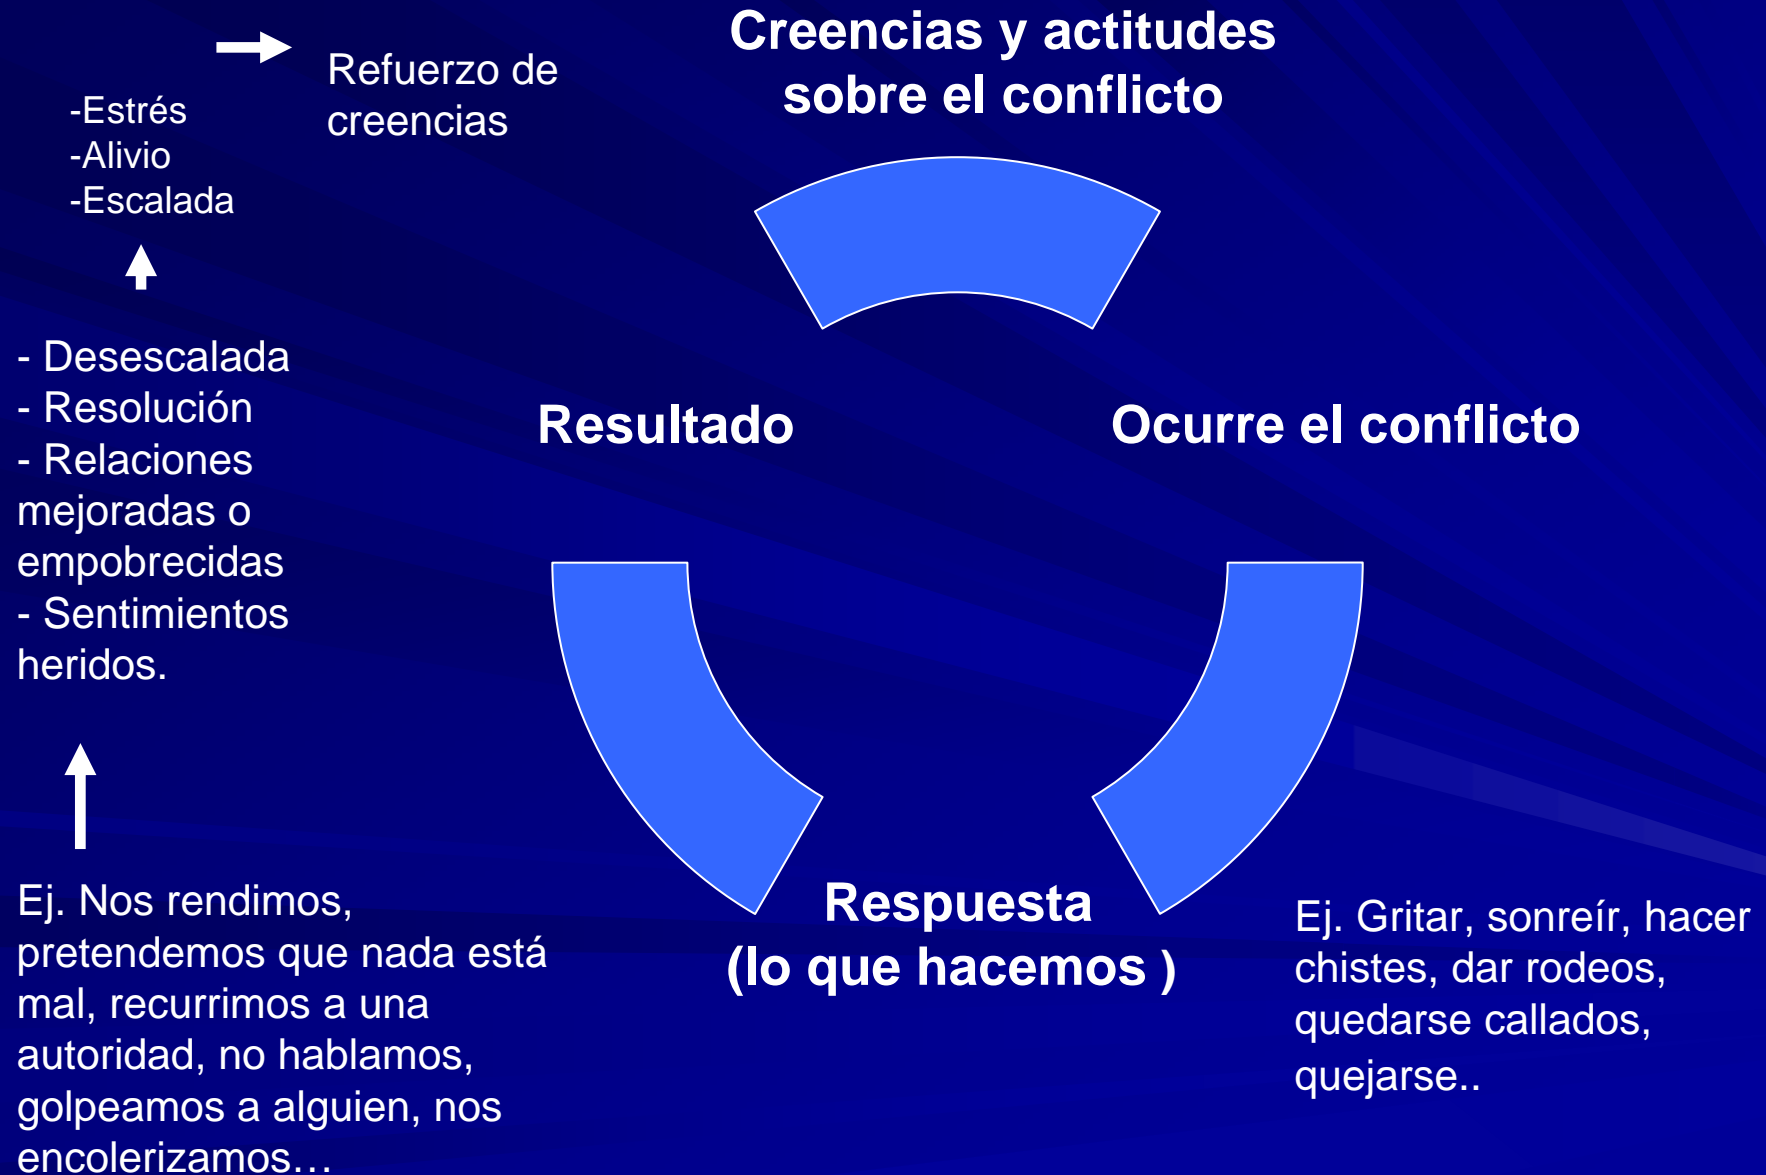 Creencias y actitudes
sobre el conflicto
Refuerzo de
creencias
-Estrés
-Alivio
-Escalada
- Desescalada
- Resolución
- Relaciones
mejoradas o
empobrecidas
- Sentimientos
heridos.
Resultado
Ocurre el conflicto
Ej. Nos rendimos,
pretendemos que nada está
mal, recurrimos a una
autoridad, no hablamos,
golpeamos a alguien, nos
encolerizamos…
Respuesta
(lo que hacemos )
Ej. Gritar, sonreír, hacer
chistes, dar rodeos,
quedarse callados,
quejarse..